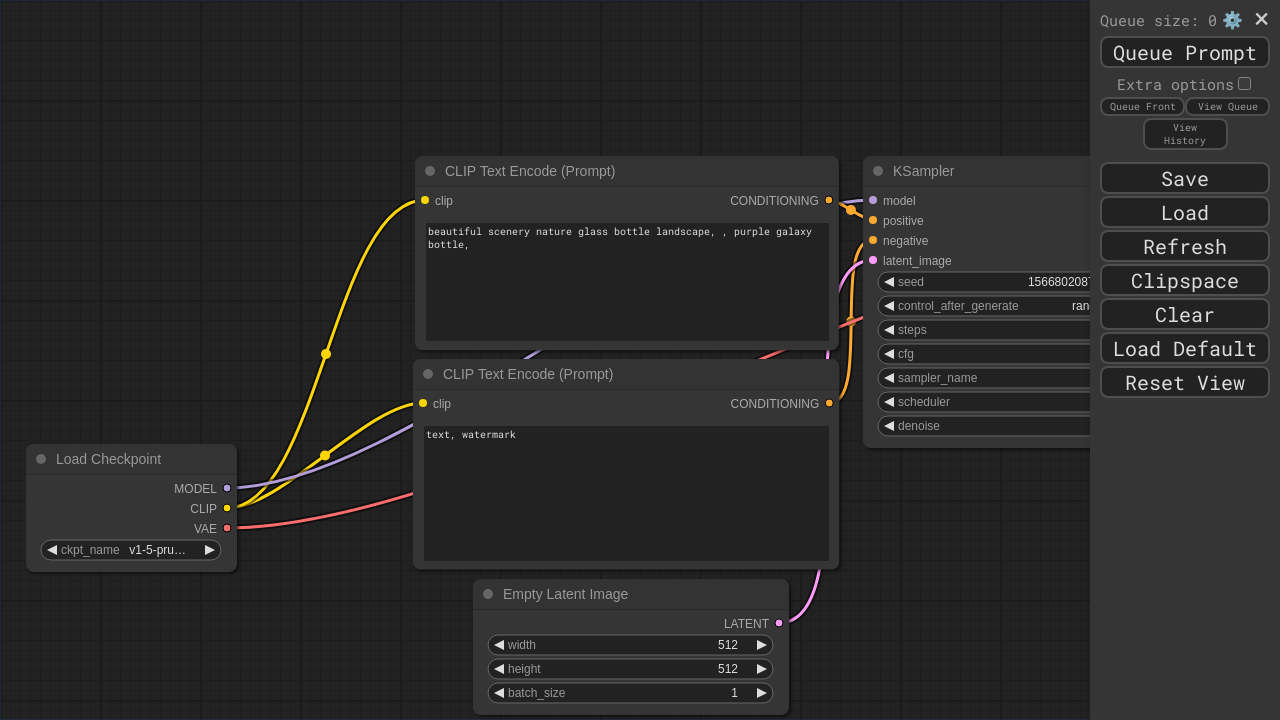 Queue size: 0
Queue Prompt
Extra options
Queue Front
View Queue
View
History
Save
Load
Refresh
Clipspace
Clear
Load Default
Reset View
CLIP Text Encode (Prompt)
clip
CONDITIONING
beautiful scenery nature glass bottle landscape, , purple galaxy
bottle,
KSampler
model
positive
negative
latent_image
seed 1566802087
control_after_generate ran
steps
cfg
sampler_name
scheduler
denoise
CLIP Text Encode (Prompt)
clip
CONDITIONING
text, watermark
Load Checkpoint
MODEL
CLIP
VAE
ckpt_name v1-5-pru…
Empty Latent Image
LATENT
width 512
height 512
batch_size 1